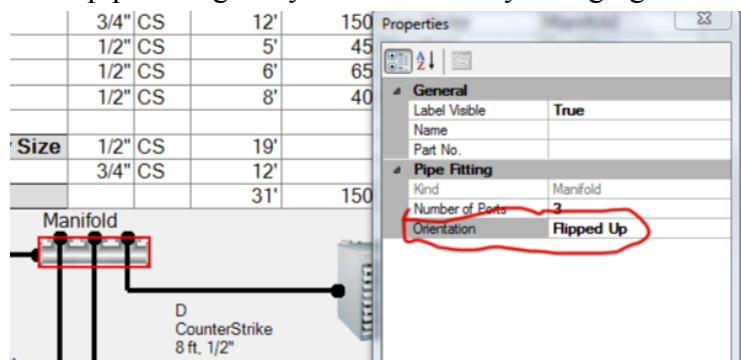 3/4" CS 12' 150
1/2" CS 5' 45
1/2" CS 6' 65
1/2" CS 8' 40
Size 1/2" CS 19'
3/4" CS 12'
31' 150
Manifold
D
CounterStrike
8 ft, 1/2"
Properties
General
Label Visible True
Name
Part No.
Pipe Fitting
Kind Manifold
Number of Ports 3
Orientation Flipped Up